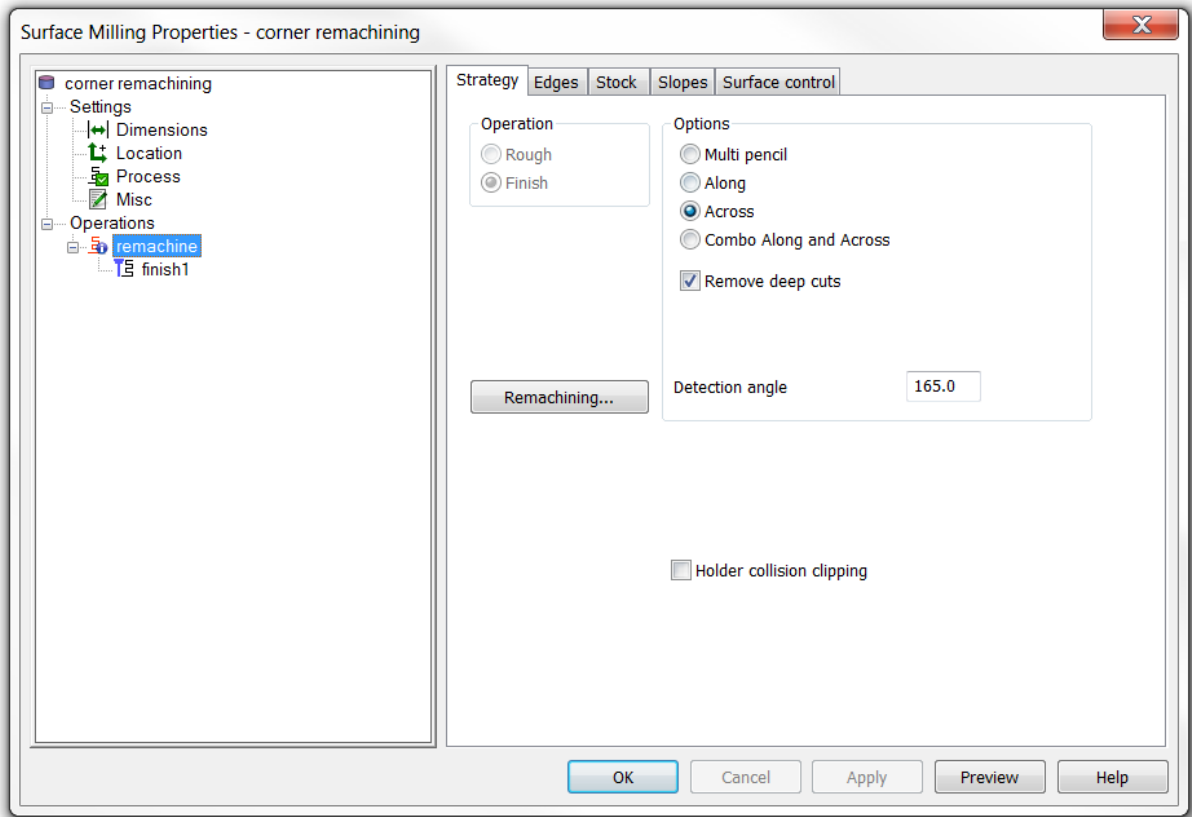 Surface Milling Properties - corner remachining
corner remachining
Settings
Dimensions
Location
Process
Misc
Operations
remachine
finish1
Strategy Edges Stock Slopes Surface control
Operation
Rough
Finish
Options
Multi pencil
Along
Across
Combo Along and Across
Remove deep cuts
Remachining...
Detection angle 165.0
Holder collision clipping
OK Cancel Apply Preview Help